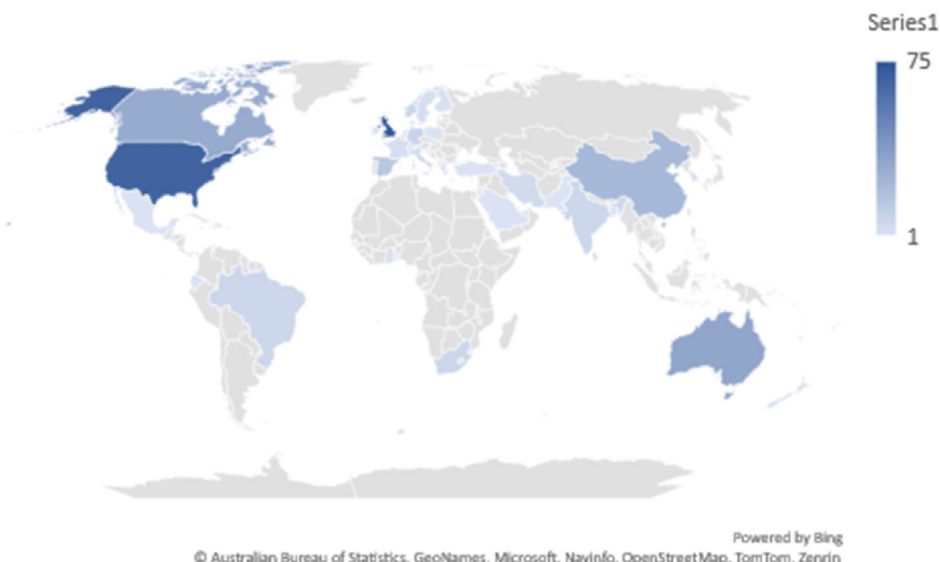 Series1
75
1
Powered by Bing
© Australian Bureau of Statistics, GeoNames, Microsoft, Navinfo, OpenStreetMap, TomTom, Zenrin